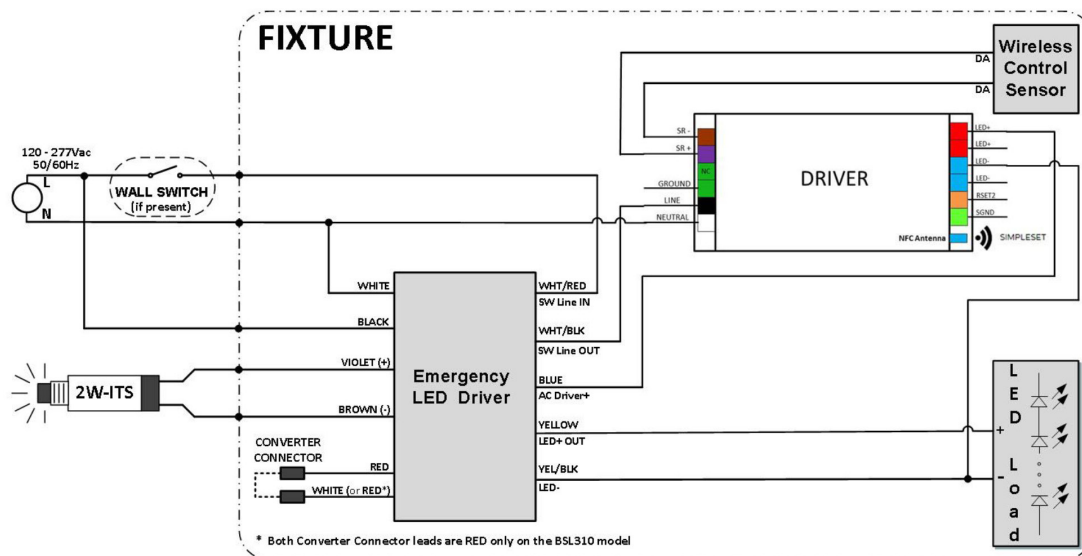 FIXTURE
Wireless
Control
Sensor
DA
DA
120 - 277Vac
50/60Hz
L
N
WALL SWITCH
(if present)
SR -
SR +
NC
GROUND
LINE
NEUTRAL
DRIVER
LED+
LED+
LED-
LED-
RSET2
SGND
NFC Antenna
SIMPLESET
WHITE
BLACK
VIOLET (+)
BROWN (-)
RED
WHITE (or RED*)
Emergency
LED Driver
WHT/RED
SW Line IN
WHT/BLK
SW Line OUT
BLUE
AC Driver+
YELLOW
LED+ OUT
YEL/BLK
LED-
2W-ITS
CONVERTER
CONNECTOR
LED Load
+
-
* Both Converter Connector leads are RED only on the BSL310 model